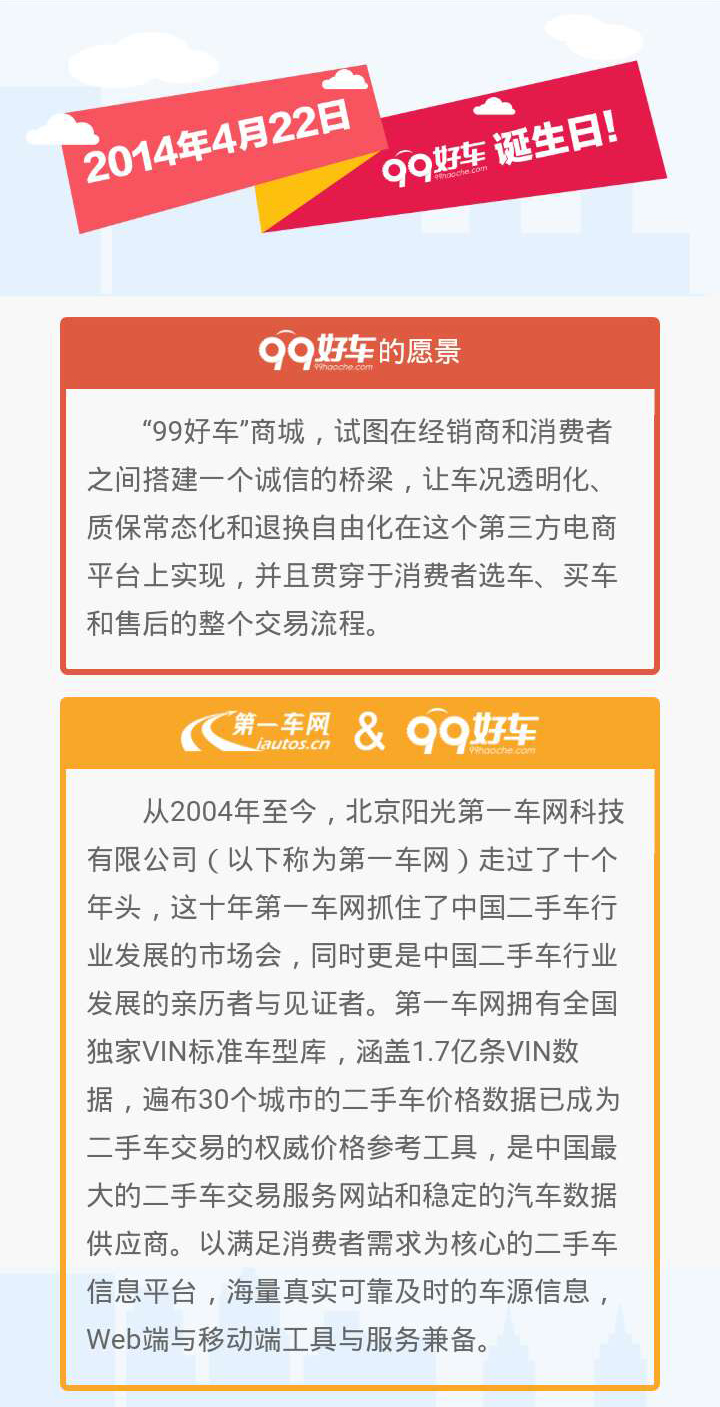 2014年4月22日
99好车 诞生日!
99haoche.com
99好车的愿景
99haoche.com
“99好车”商城，试图在经销商和消费者
之间搭建一个诚信的桥梁，让车况透明化、
质保常态化和退换自由化在这个第三方电商
平台上实现，并且贯穿于消费者选车、买车
和售后的整个交易流程。
第一车网 & 99好车
iautos.cn 99haoche.com
从2004年至今，北京阳光第一车网科技
有限公司（以下称为第一车网）走过了十个
年头，这十年第一车网抓住了中国二手车行
业发展的市场会，同时更是中国二手车行业
发展的亲历者与见证者。第一车网拥有全国
独家VIN标准车型库，涵盖1.7亿条VIN数
据，遍布30个城市的二手车价格数据已成为
二手车交易的权威价格参考工具，是中国最
大的二手车交易服务网站和稳定的汽车数据
供应商。以满足消费者需求为核心的二手车
信息平台，海量真实可靠及时的车源信息，
Web端与移动端工具与服务兼备。